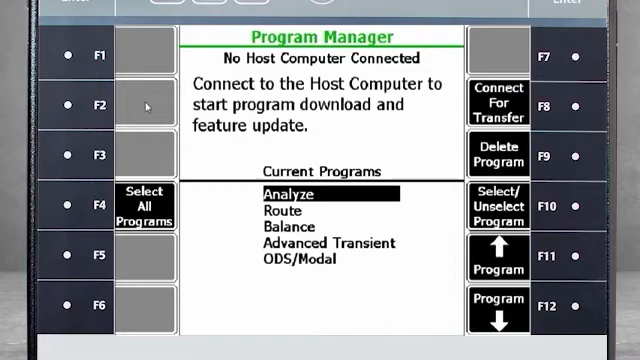 Enter
Enter
Program Manager
No Host Computer Connected
Connect to the Host Computer to
start program download and
feature update.
Current Programs
Analyze
Route
Balance
Advanced Transient
ODS/Modal
F1
F2
F3
F4
Select
All
Programs
F5
F6
F7
Connect
For
Transfer
F8
Delete
Program
F9
Select/
Unselect
Program
F10
Program
F11
Program
F12